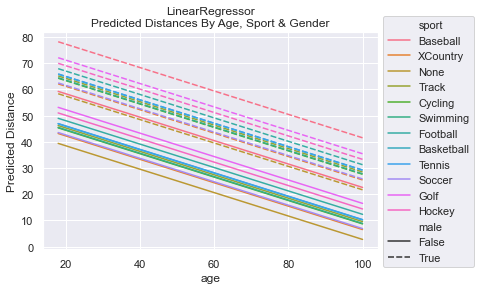 LinearRegressor
Predicted Distances By Age, Sport & Gender
Predicted Distance
80
70
60
50
40
30
20
10
0
20
40
60
80
100
age
sport
Baseball
XCountry
None
Track
Cycling
Swimming
Football
Basketball
Tennis
Soccer
Golf
Hockey
male
False
True